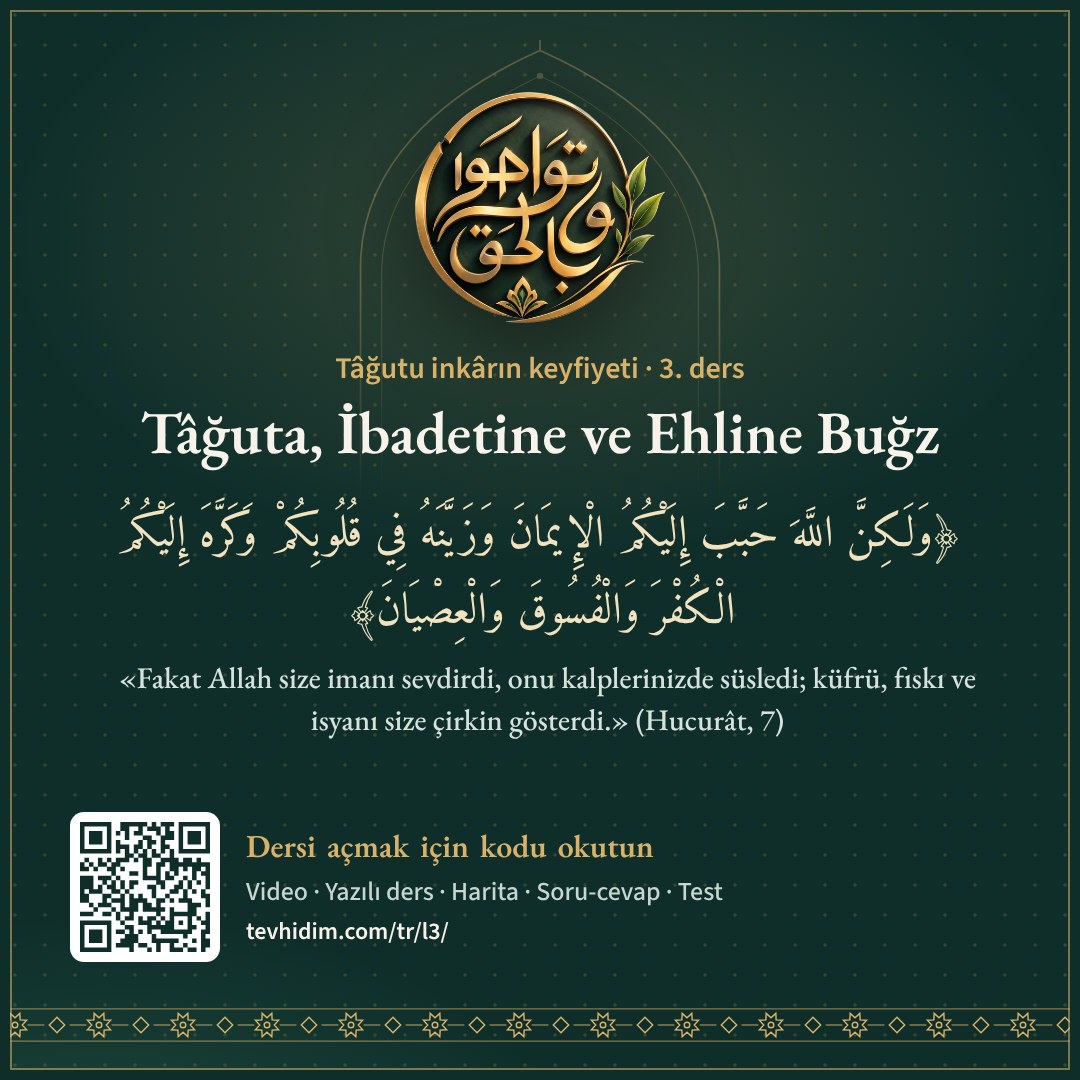 وتواصوا بالحق
Tâğutu inkârın keyfiyeti · 3. ders
Tâğuta, İbadetine ve Ehline Buğz
﴿وَلَكِنَّ اللَّهَ حَبَّبَ إِلَيْكُمُ الْإِيمَانَ وَزَيَّنَهُ فِي قُلُوبِكُمْ وَكَرَّهَ إِلَيْكُمُ
الْكُفْرَ وَالْفُسُوقَ وَالْعِصْيَانَ﴾
«Fakat Allah size imanı sevdirdi, onu kalplerinizde süsledi; küfrü, fıskı ve
isyanı size çirkin gösterdi.» (Hucurât, 7)
Dersi açmak için kodu okutun
Video · Yazılı ders · Harita · Soru-cevap · Test
tevhidim.com/tr/l3/